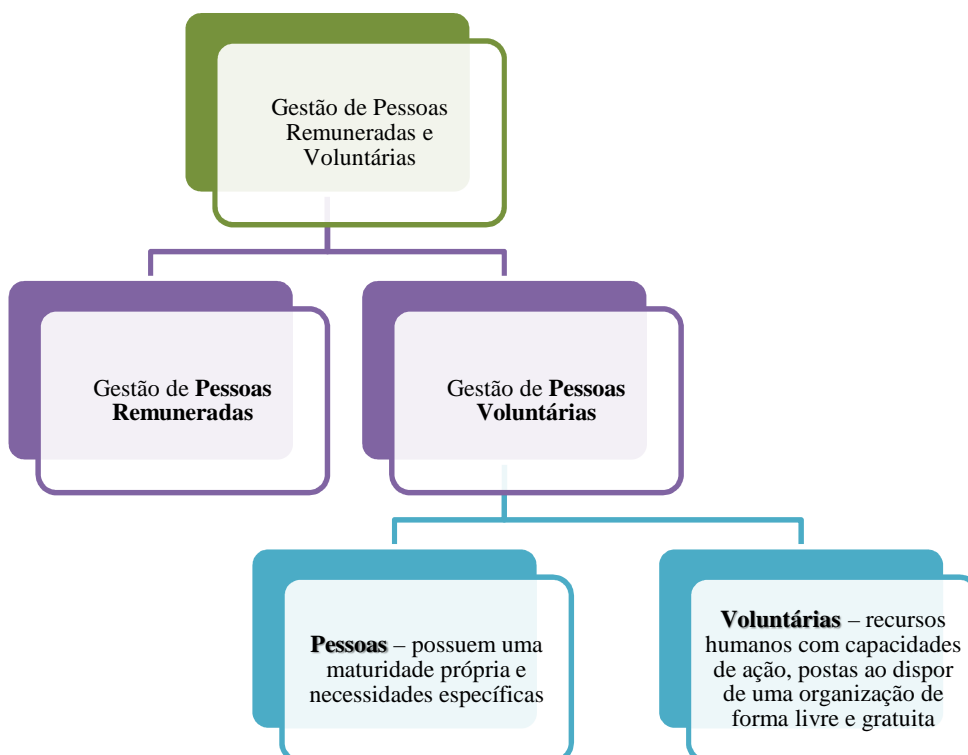 Gestão de Pessoas
Remuneradas e
Voluntárias
Gestão de Pessoas
Remuneradas
Gestão de Pessoas
Voluntárias
Pessoas – possuem uma
maturidade própria e
necessidades específicas
Voluntárias – recursos
humanos com capacidades
de ação, postas ao dispor
de uma organização de
forma livre e gratuita